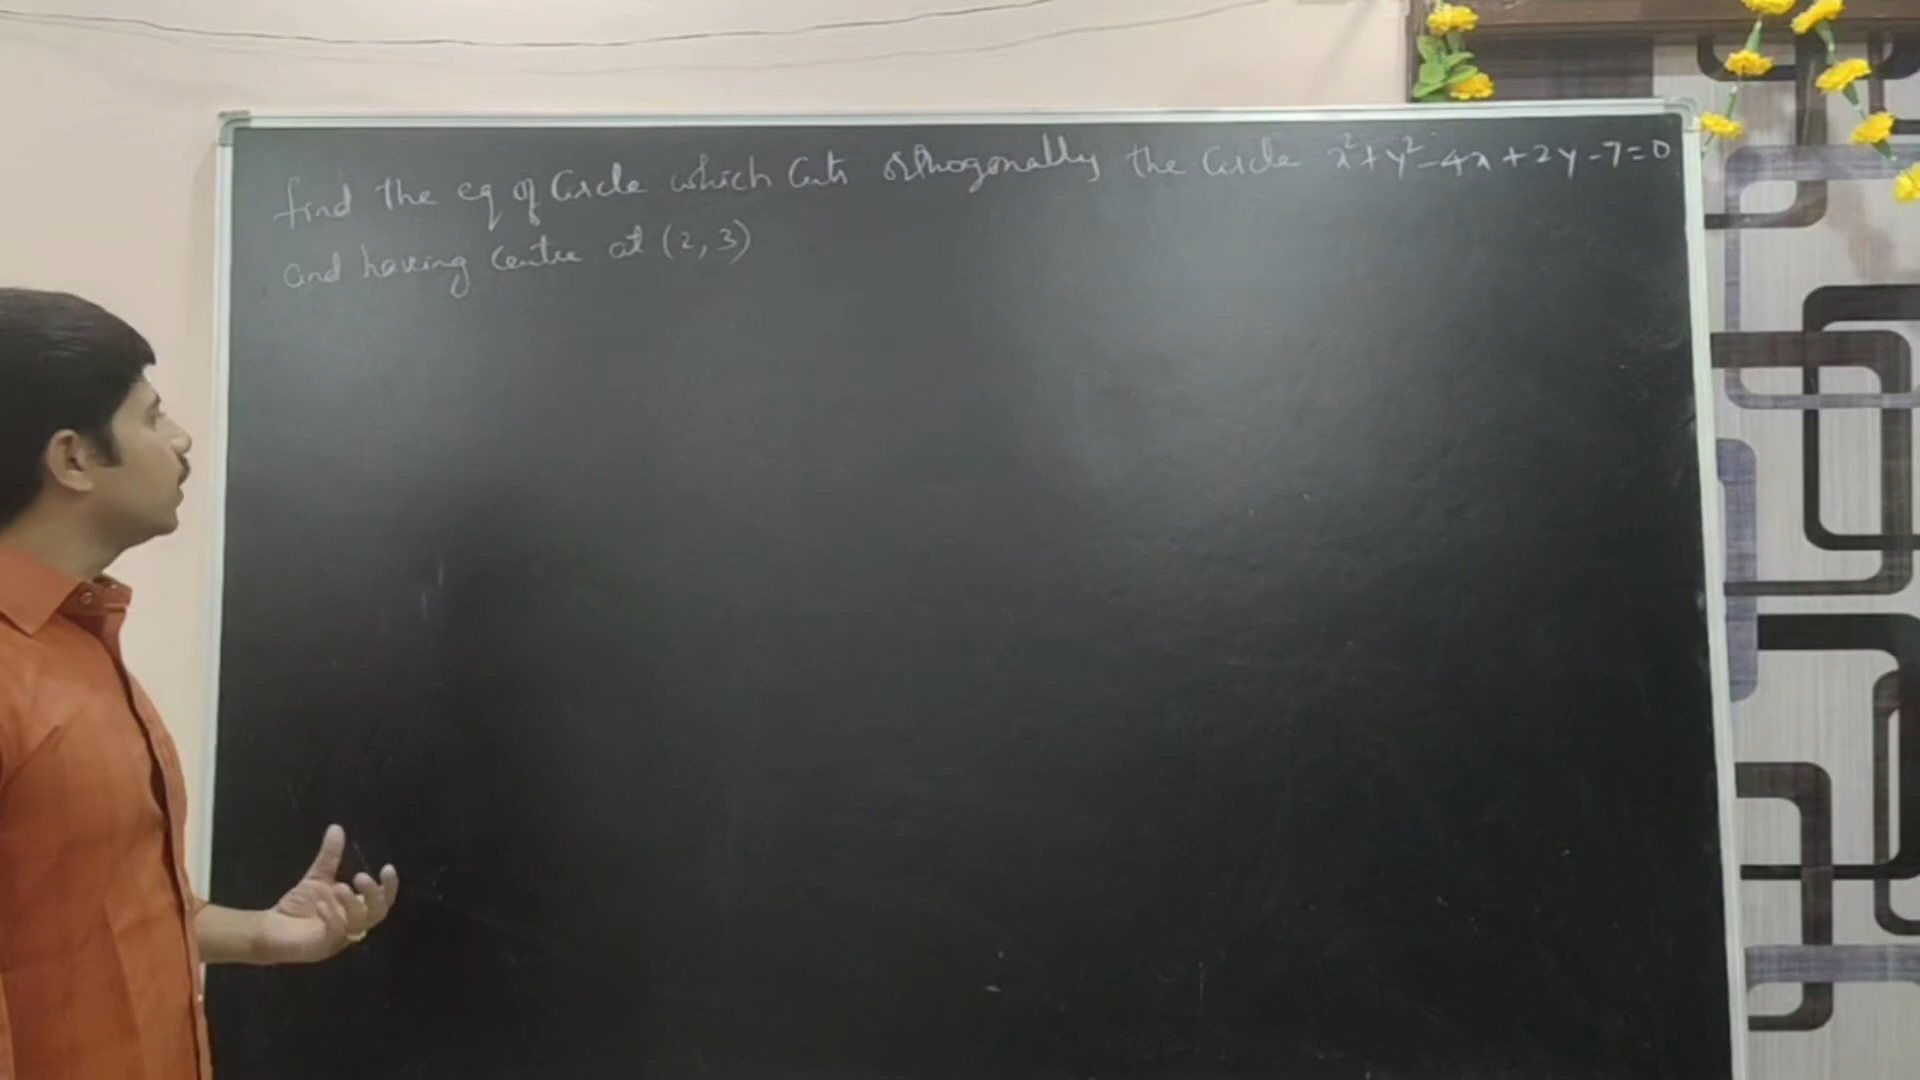 find the eq of Circle which Cuts orthogonally the Circle x²+y²-4x+2y-7=0
and having centre at (2,3)